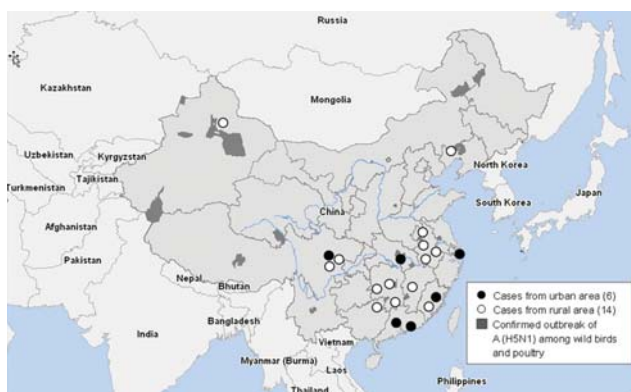 Russia
Kazakhstan
Mongolia
Uzbekistan
Kyrgyzstan
Turkmenistan
Tajikistan
North Korea
Japan
South Korea
Afghanistan
China
Pakistan
Nepal
Bhutan
India
Bangladesh
Vietnam
Myanmar (Burma)
Laos
Thailand
Philippines
Cases from urban area (6)
Cases from rural area (14)
Confirmed outbreak of
A (H5N1) among wild birds
and poultry